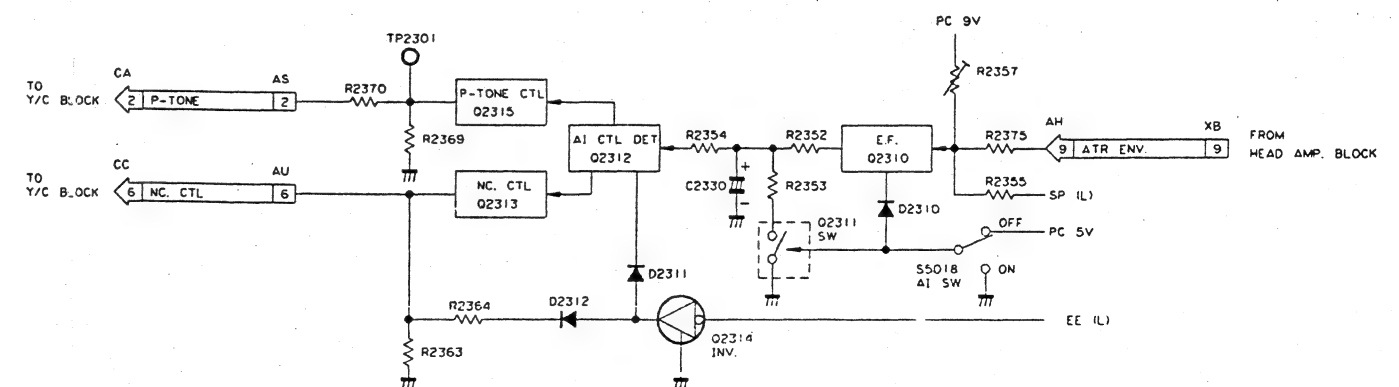 PC 9V
TP2301
R2357
CA
AS
TO
Y/C BLOCK
2 P-TONE 2
R2370
P-TONE CTL
Q2315
R2369
AI CTL DET
Q2312
R2354
R2352
E.F.
Q2310
R2375
AH
XB
9 ATR ENV. 9
FROM
HEAD AMP. BLOCK
CC
AU
TO
Y/C BLOCK
6 NC. CTL 6
NC. CTL
Q2313
C2330
+
-
R2353
D2310
R2355
SP (L)
Q2311
SW
OFF
PC 5V
S5018
AI SW
ON
D2311
R2364
D2312
Q2314
INV.
EE (L)
R2363